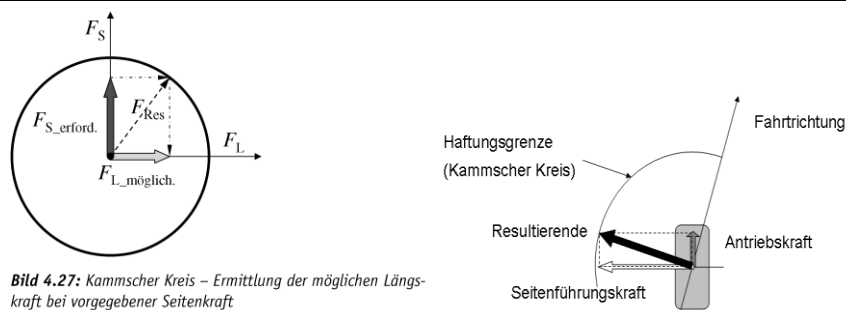 F_S
F_S_erford.
F_Res
F_L
F_L_möglich.
Bild 4.27: Kammscher Kreis – Ermittlung der möglichen Längs-
kraft bei vorgegebener Seitenkraft
Fahrtrichtung
Haftungsgrenze
(Kammscher Kreis)
Resultierende
Antriebskraft
Seitenführungskraft